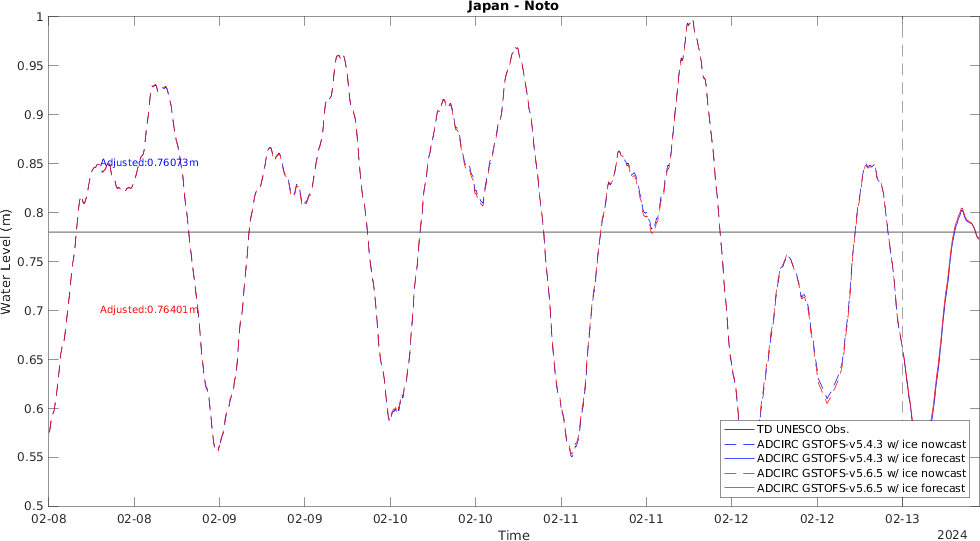 Japan - Noto
1
0.95
0.9
0.85
0.8
0.75
0.7
0.65
0.6
0.55
0.5
Water Level (m)
Adjusted:0.76073m
Adjusted:0.76401m
TD UNESCO Obs.
ADCIRC GSTOFS-v5.4.3 w/ ice nowcast
ADCIRC GSTOFS-v5.4.3 w/ ice forecast
ADCIRC GSTOFS-v5.6.5 w/ ice nowcast
ADCIRC GSTOFS-v5.6.5 w/ ice forecast
02-08 02-08 02-09 02-09 02-10 02-10 02-11 02-11 02-12 02-12 02-13
Time
2024